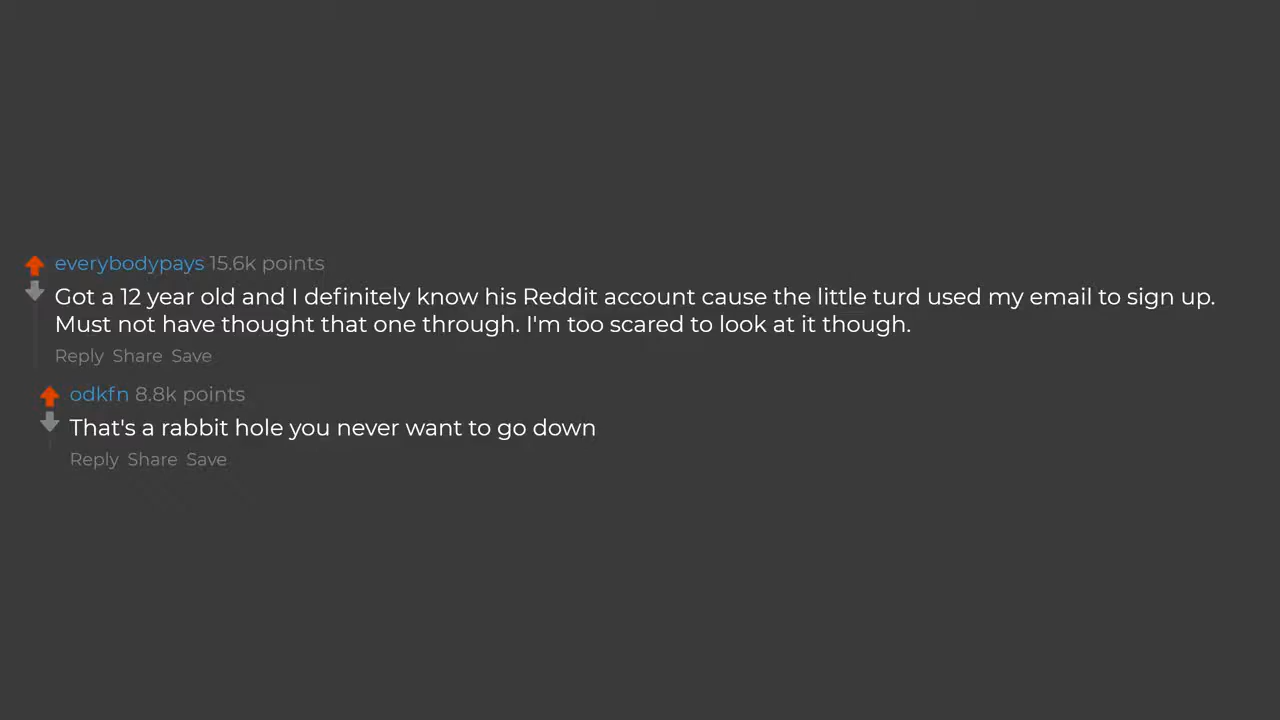 everybodypays 15.6k points
Got a 12 year old and I definitely know his Reddit account cause the little turd used my email to sign up.
Must not have thought that one through. I'm too scared to look at it though.
Reply Share Save
odkfn 8.8k points
That's a rabbit hole you never want to go down
Reply Share Save